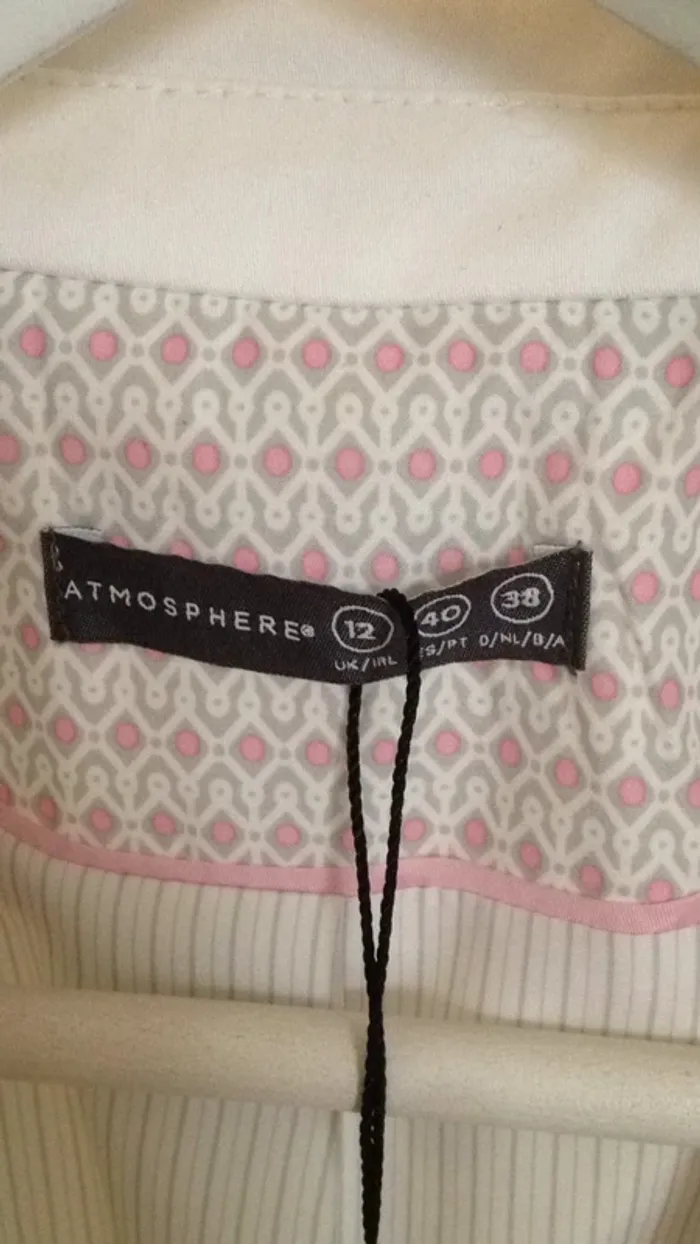 ATMOSPHERE® 12 40 38
UK/IRL ES/PT D/NL/B/A